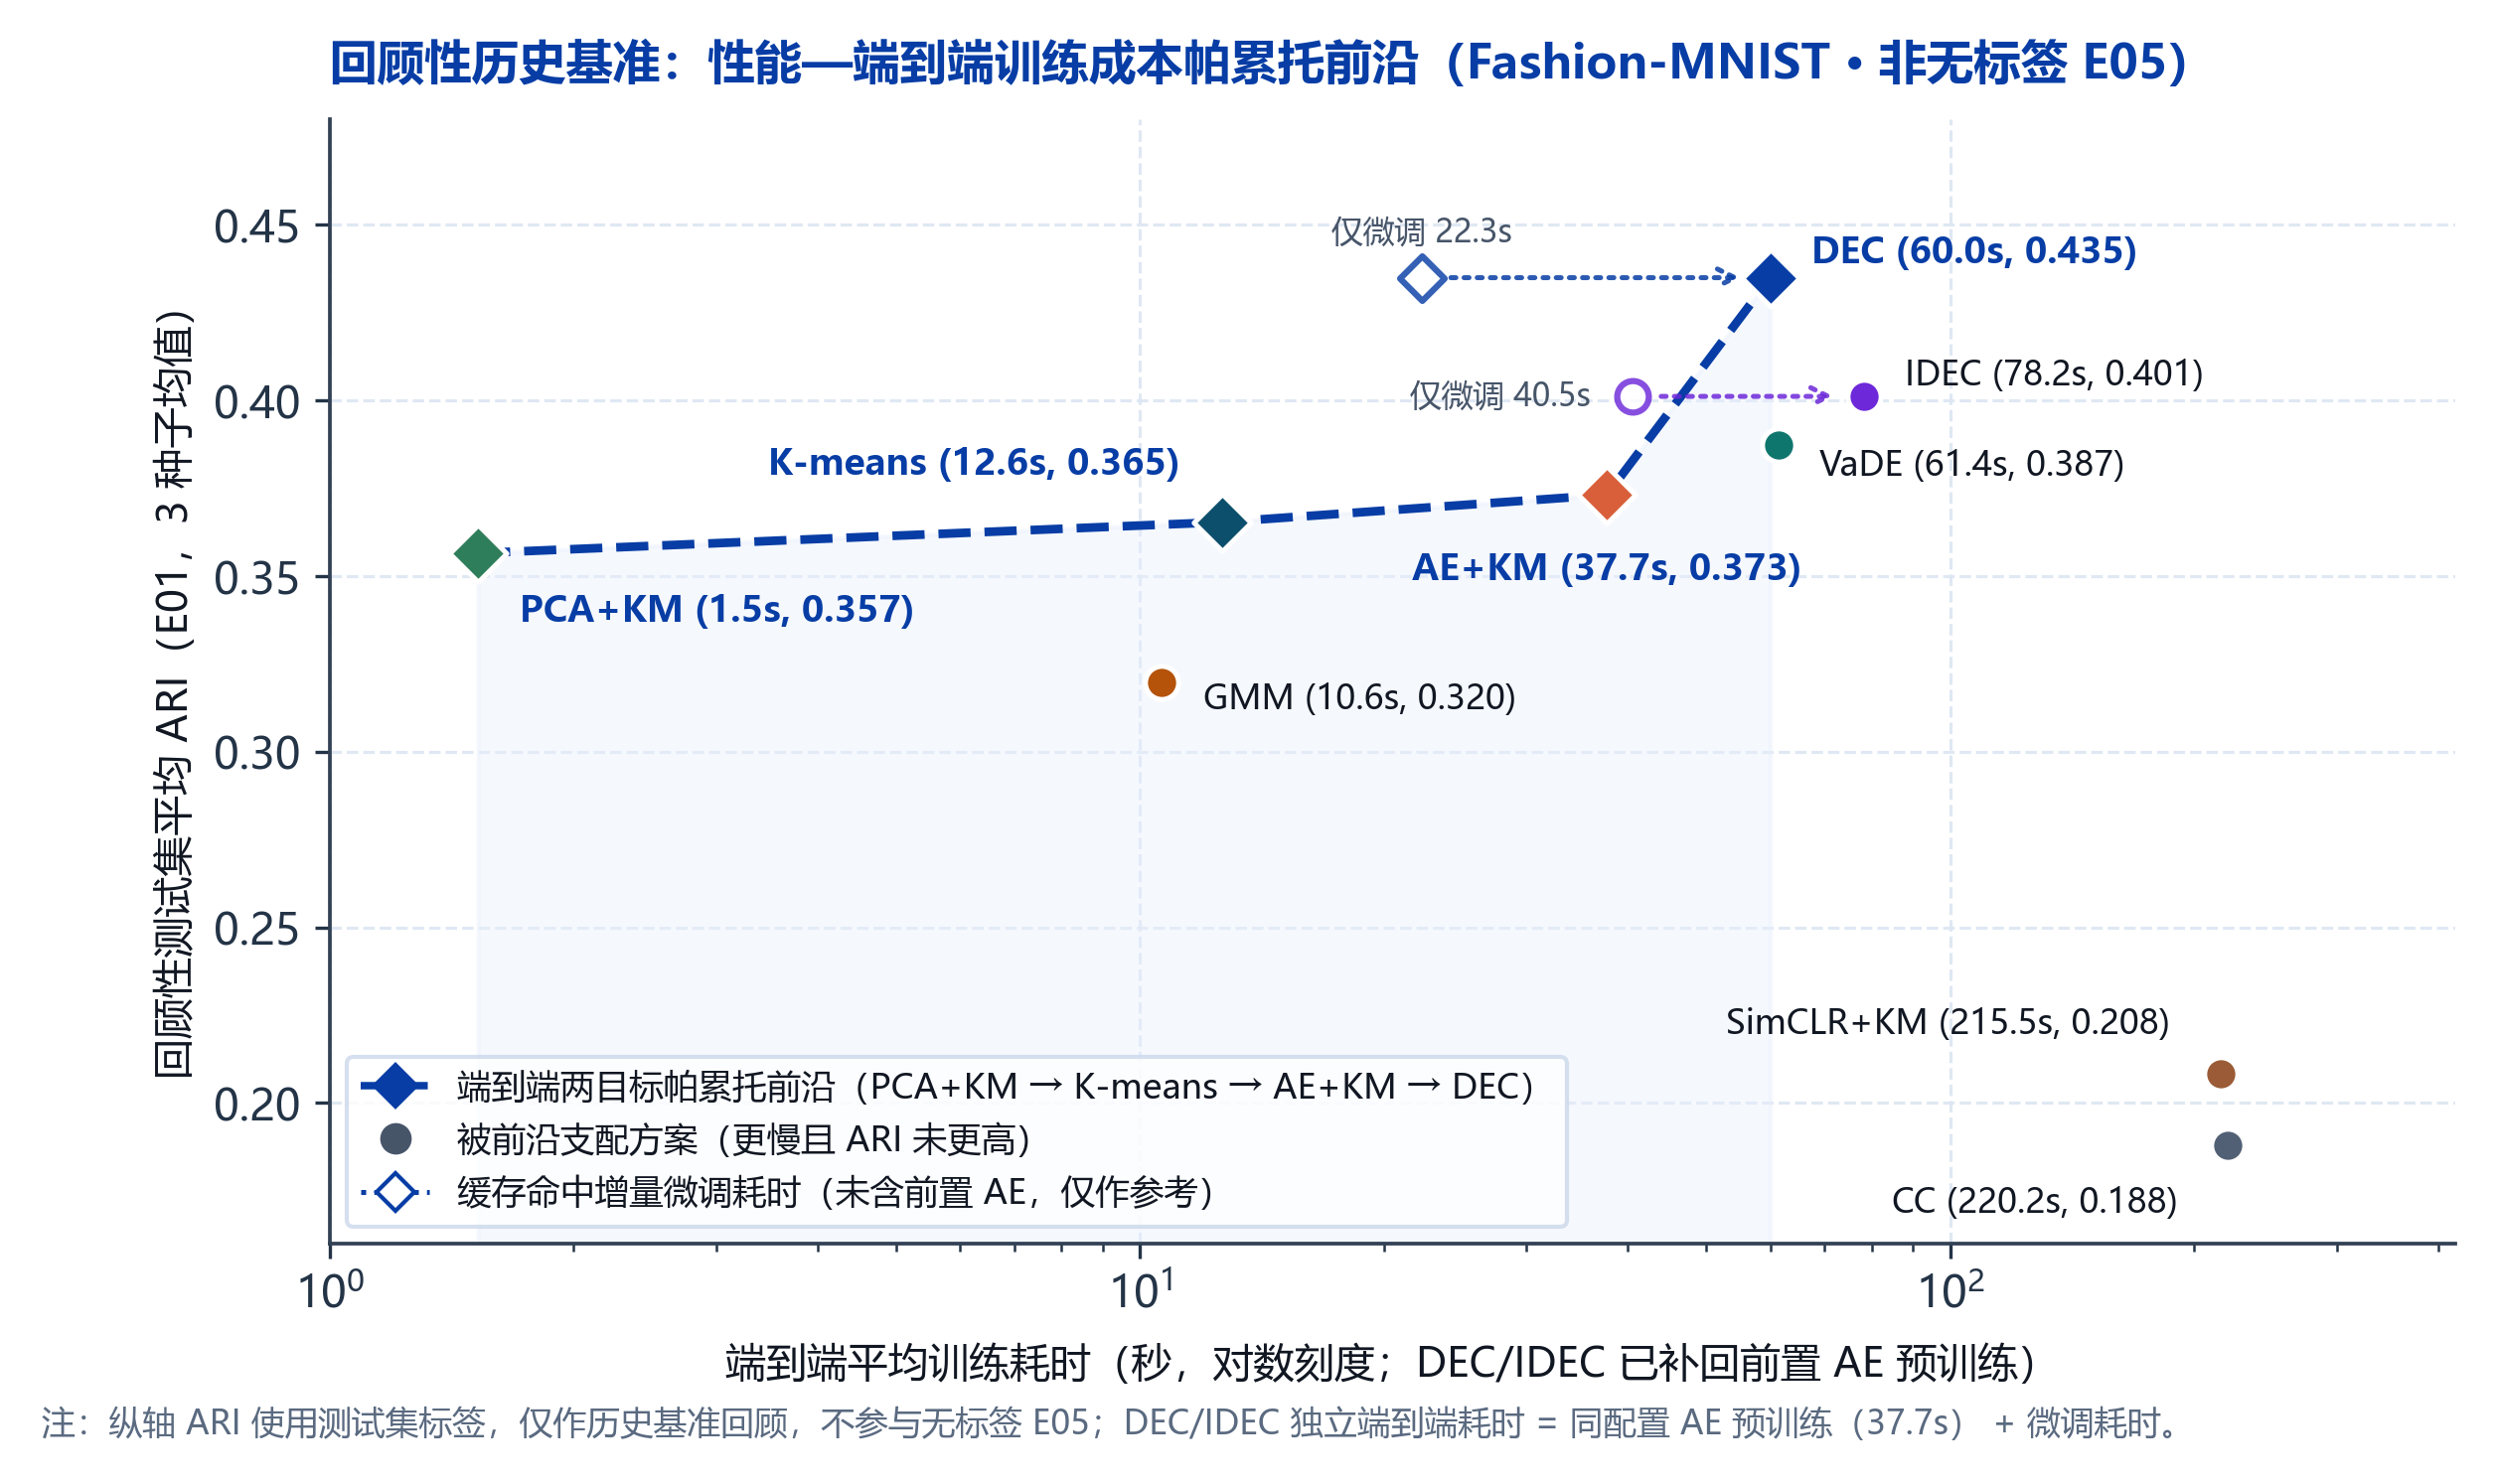 回顾性历史基准：性能—端到端训练成本帕累托前沿（Fashion-MNIST • 非无标签 E05）
回顾性测试集平均 ARI（E01，3 种子均值）
0.45
0.40
0.35
0.30
0.25
0.20
仅微调 22.3s
DEC (60.0s, 0.435)
IDEC (78.2s, 0.401)
仅微调 40.5s
K-means (12.6s, 0.365)
VaDE (61.4s, 0.387)
AE+KM (37.7s, 0.373)
PCA+KM (1.5s, 0.357)
GMM (10.6s, 0.320)
SimCLR+KM (215.5s, 0.208)
CC (220.2s, 0.188)
端到端两目标帕累托前沿（PCA+KM → K-means → AE+KM → DEC）
被前沿支配方案（更慢且 ARI 未更高）
缓存命中增量微调耗时（未含前置 AE，仅作参考）
10⁰ 10¹ 10²
端到端平均训练耗时（秒，对数刻度；DEC/IDEC 已补回前置 AE 预训练）
注：纵轴 ARI 使用测试集标签，仅作历史基准回顾，不参与无标签 E05；DEC/IDEC 独立端到端耗时 = 同配置 AE 预训练（37.7s） + 微调耗时。